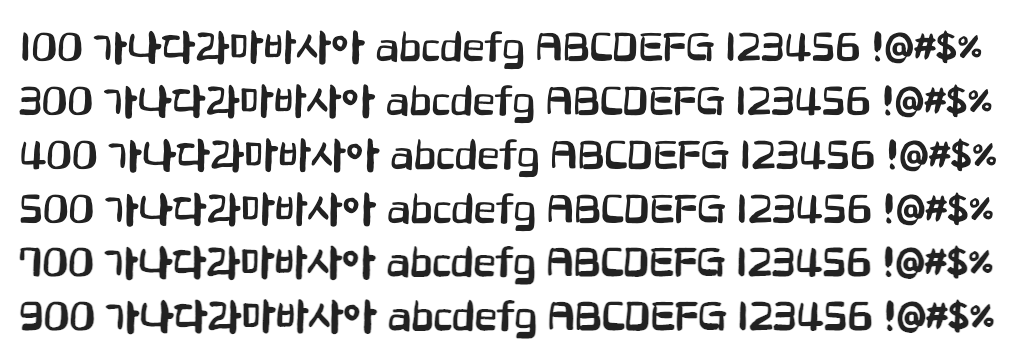 100 가나다라마바사아 abcdefg ABCDEFG 123456 !@#$%
300 가나다라마바사아 abcdefg ABCDEFG 123456 !@#$%
400 가나다라마바사아 abcdefg ABCDEFG 123456 !@#$%
500 가나다라마바사아 abcdefg ABCDEFG 123456 !@#$%
700 가나다라마바사아 abcdefg ABCDEFG 123456 !@#$%
900 가나다라마바사아 abcdefg ABCDEFG 123456 !@#$%